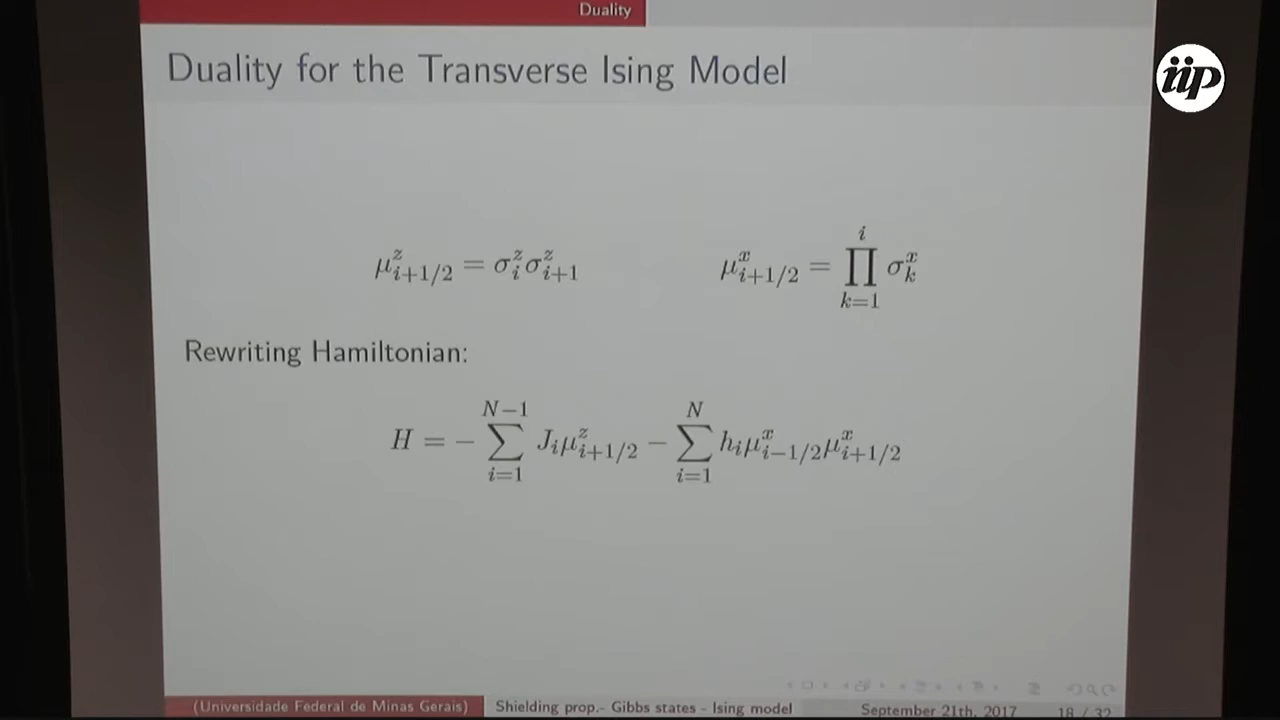 Duality
Duality for the Transverse Ising Model
iip
μ^z_{i+1/2} = σ^z_i σ^z_{i+1}    μ^x_{i+1/2} = ∏_{k=1}^{i} σ^x_k
Rewriting Hamiltonian:
H = − ∑_{i=1}^{N−1} J_i μ^z_{i+1/2} − ∑_{i=1}^{N} h_i μ^x_{i−1/2} μ^x_{i+1/2}
(Universidade Federal de Minas Gerais) Shielding prop.- Gibbs states - Ising model September 21th, 2017 18 / 32